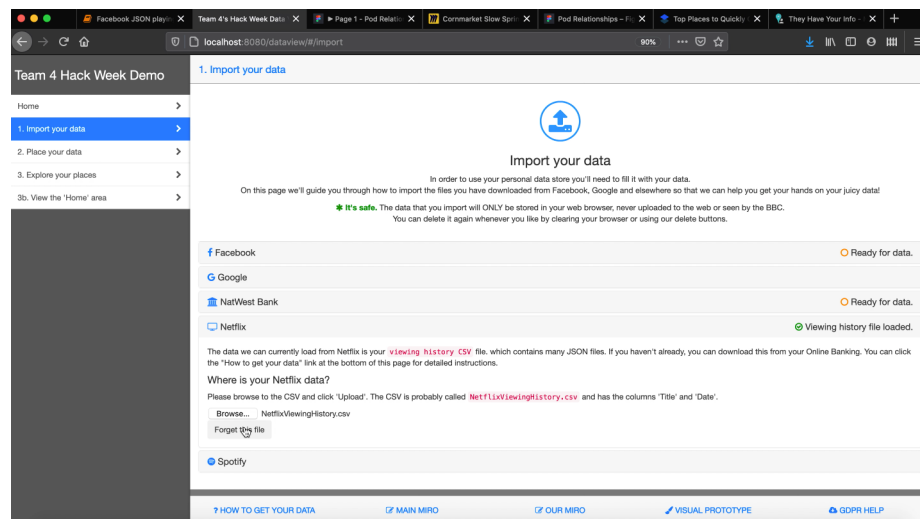 Facebook JSON playin
Team 4's Hack Week Data
Page 1 - Pod Relatio
Cornmarket Slow Sprin
Pod Relationships – Fig
Top Places to Quickly
They Have Your Info -
localhost:8080/dataview/#/import
90%
Team 4 Hack Week Demo
Home
1. Import your data
2. Place your data
3. Explore your places
3b. View the 'Home' area
1. Import your data
Import your data
In order to use your personal data store you'll need to fill it with your data.
On this page we'll guide you through how to import the files you have downloaded from Facebook, Google and elsewhere so that we can help you get your hands on your juicy data!
It's safe. The data that you import will ONLY be stored in your web browser, never uploaded to the web or seen by the BBC.
You can delete it again whenever you like by clearing your browser or using our delete buttons.
Facebook
Ready for data.
Google
NatWest Bank
Ready for data.
Netflix
Viewing history file loaded.
The data we can currently load from Netflix is your viewing history CSV file. which contains many JSON files. If you haven't already, you can download this from your Online Banking. You can click
the "How to get your data" link at the bottom of this page for detailed instructions.
Where is your Netflix data?
Please browse to the CSV and click 'Upload'. The CSV is probably called NetflixViewingHistory.csv and has the columns 'Title' and 'Date'.
Browse... NetflixViewingHistory.csv
Forget this file
Spotify
? HOW TO GET YOUR DATA
MAIN MIRO
OUR MIRO
VISUAL PROTOTYPE
GDPR HELP